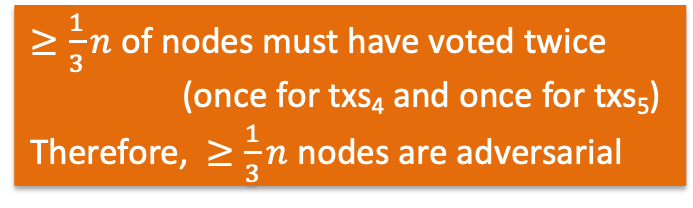 ≥ 1/3 n of nodes must have voted twice
(once for txs₄ and once for txs₅)
Therefore, ≥ 1/3 n nodes are adversarial